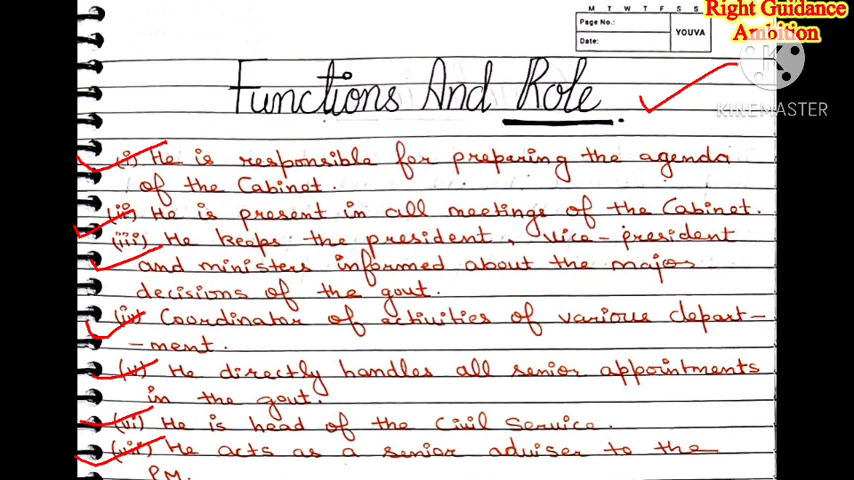 M T W T F S S
Page No.:
Date:
YOUVA
Right Guidance
Ambition
K
KINEMASTER
Functions And Role
(i) He is responsible for preparing the agenda
of the Cabinet.
(ii) He is present in all meetings of the Cabinet.
(iii) He keeps the president, vice-president
and ministers informed about the major
decisions of the govt.
(iv) Coordinator of activities of various depart-
-ment.
(v) He directly handles all senior appointments
in the govt.
(vi) He is head of the Civil Service.
(vii) He acts as a senior adviser to the
PM.